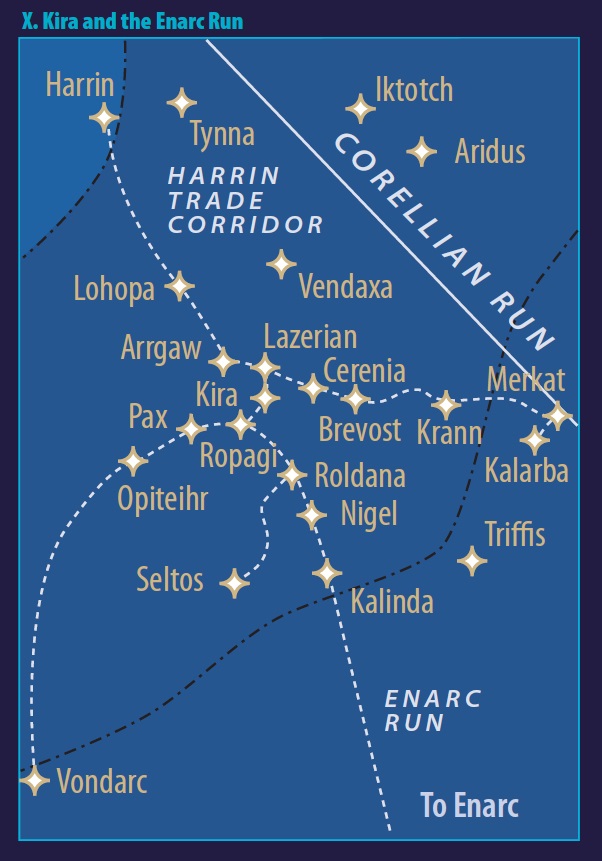 X. Kira and the Enarc Run
Harrin
Tynna
Iktotch
Aridus
HARRIN
TRADE
CORRIDOR
CORELLIAN RUN
Lohopa
Vendaxa
Arrgaw
Lazerian
Cerenia
Merkat
Kira
Pax
Ropagi
Brevost
Krann
Kalarba
Opiteihr
Roldana
Nigel
Triffis
Seltos
Kalinda
ENARC
RUN
Vondarc
To Enarc